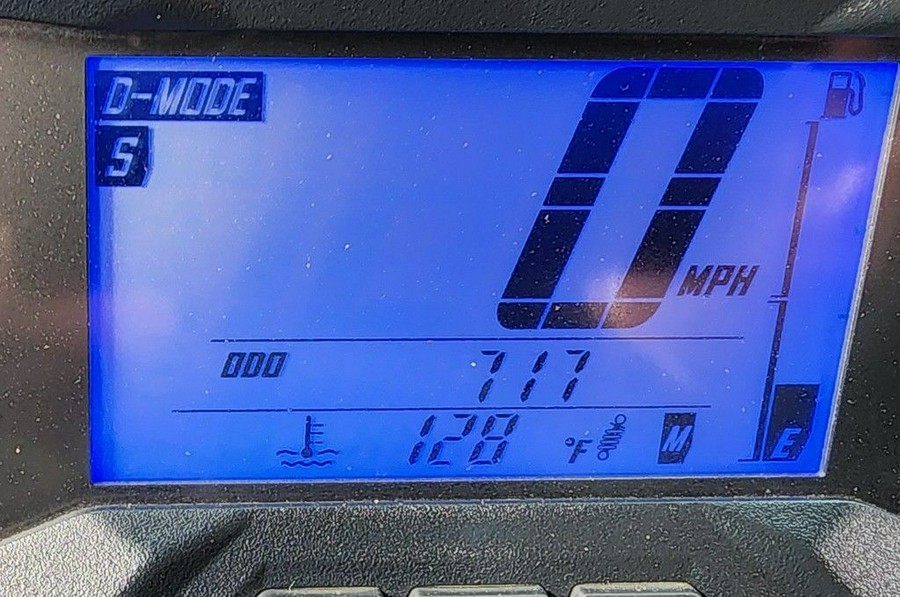 D-MODE
S
0 MPH
ODO 717
128 °F M E